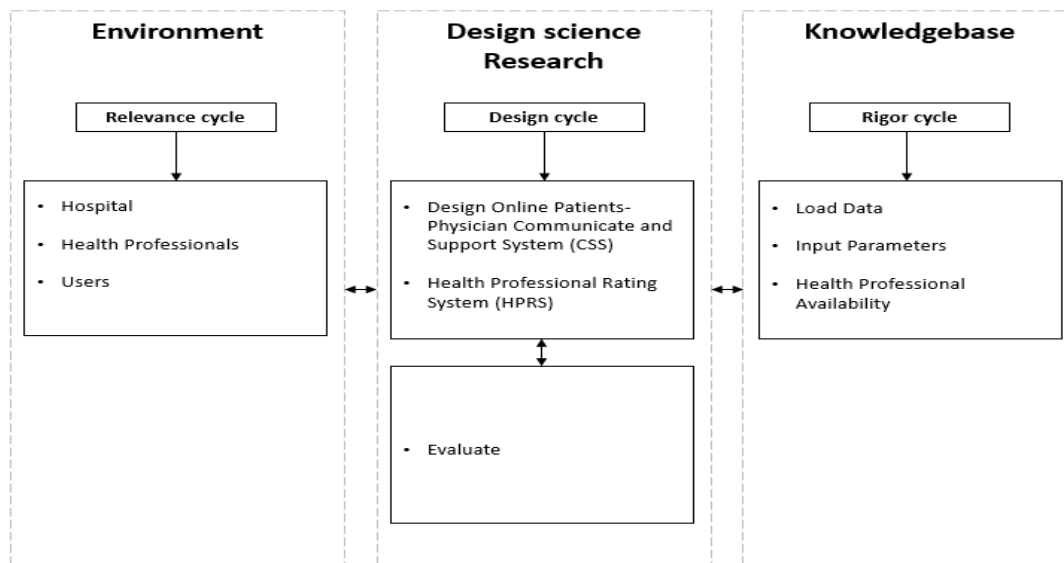 Environment
Relevance cycle
• Hospital
• Health Professionals
• Users
Design science
Research
Design cycle
• Design Online Patients-
Physician Communicate and
Support System (CSS)
• Health Professional Rating
System (HPRS)
• Evaluate
Knowledgebase
Rigor cycle
• Load Data
• Input Parameters
• Health Professional
Availability